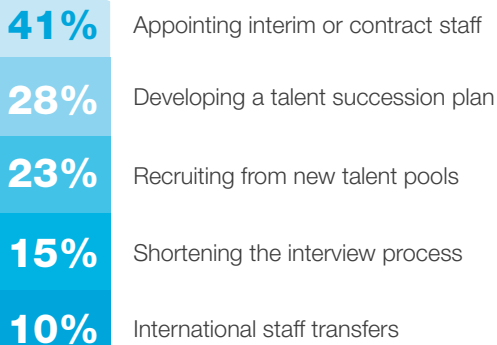 41% Appointing interim or contract staff
28% Developing a talent succession plan
23% Recruiting from new talent pools
15% Shortening the interview process
10% International staff transfers